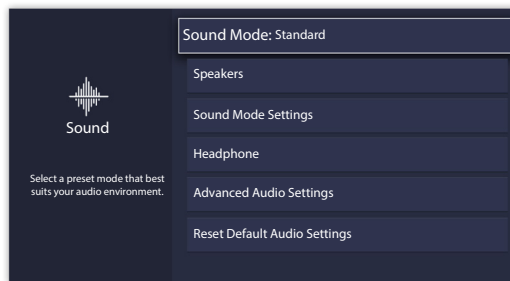 Sound
Select a preset mode that best
suits your audio environment.
Sound Mode: Standard
Speakers
Sound Mode Settings
Headphone
Advanced Audio Settings
Reset Default Audio Settings